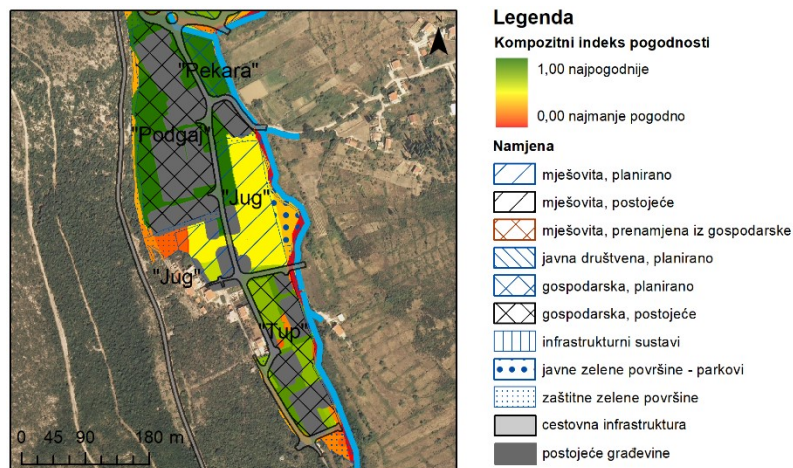 "Pekara"
"Podgaj"
"Jug"
"Jug"
"Tup"
0 45 90 180 m
Legenda
Kompozitni indeks pogodnosti
1,00 najpogodnije
0,00 najmanje pogodno
Namjena
mješovita, planirano
mješovita, postojeće
mješovita, prenamjena iz gospodarske
javna društvena, planirano
gospodarska, planirano
gospodarska, postojeće
infrastrukturni sustavi
javne zelene površine - parkovi
zaštitne zelene površine
cestovna infrastruktura
postojeće građevine